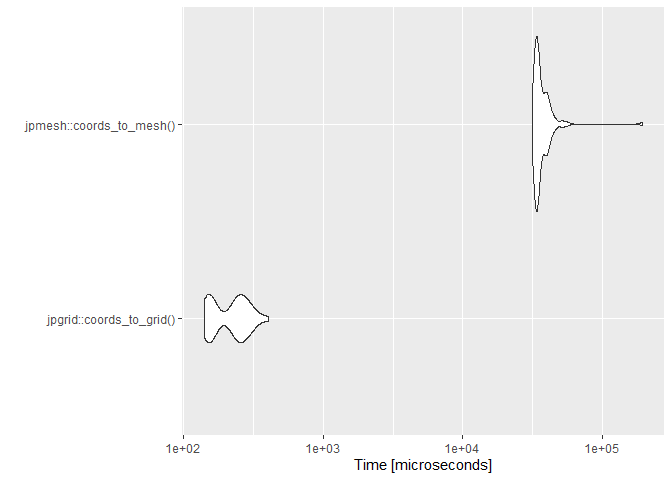 jpmesh::coords_to_mesh()
jpgrid::coords_to_grid()
1e+02 1e+03 1e+04 1e+05
Time [microseconds]